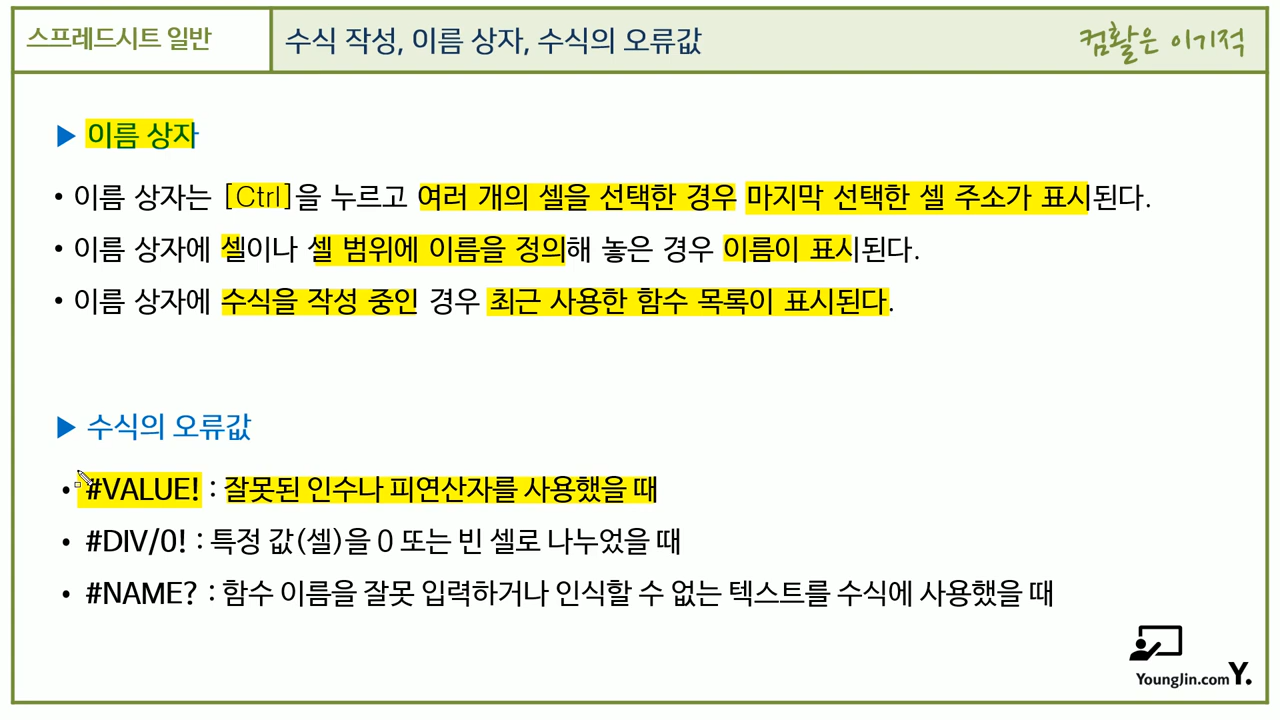 스프레드시트 일반
수식 작성, 이름 상자, 수식의 오류값
컴활은 이기적
▶ 이름 상자
• 이름 상자는 [Ctrl]을 누르고 여러 개의 셀을 선택한 경우 마지막 선택한 셀 주소가 표시된다.
• 이름 상자에 셀이나 셀 범위에 이름을 정의해 놓은 경우 이름이 표시된다.
• 이름 상자에 수식을 작성 중인 경우 최근 사용한 함수 목록이 표시된다.
▶ 수식의 오류값
• #VALUE! : 잘못된 인수나 피연산자를 사용했을 때
• #DIV/0! : 특정 값(셀)을 0 또는 빈 셀로 나누었을 때
• #NAME? : 함수 이름을 잘못 입력하거나 인식할 수 없는 텍스트를 수식에 사용했을 때
YoungJin.com Y.